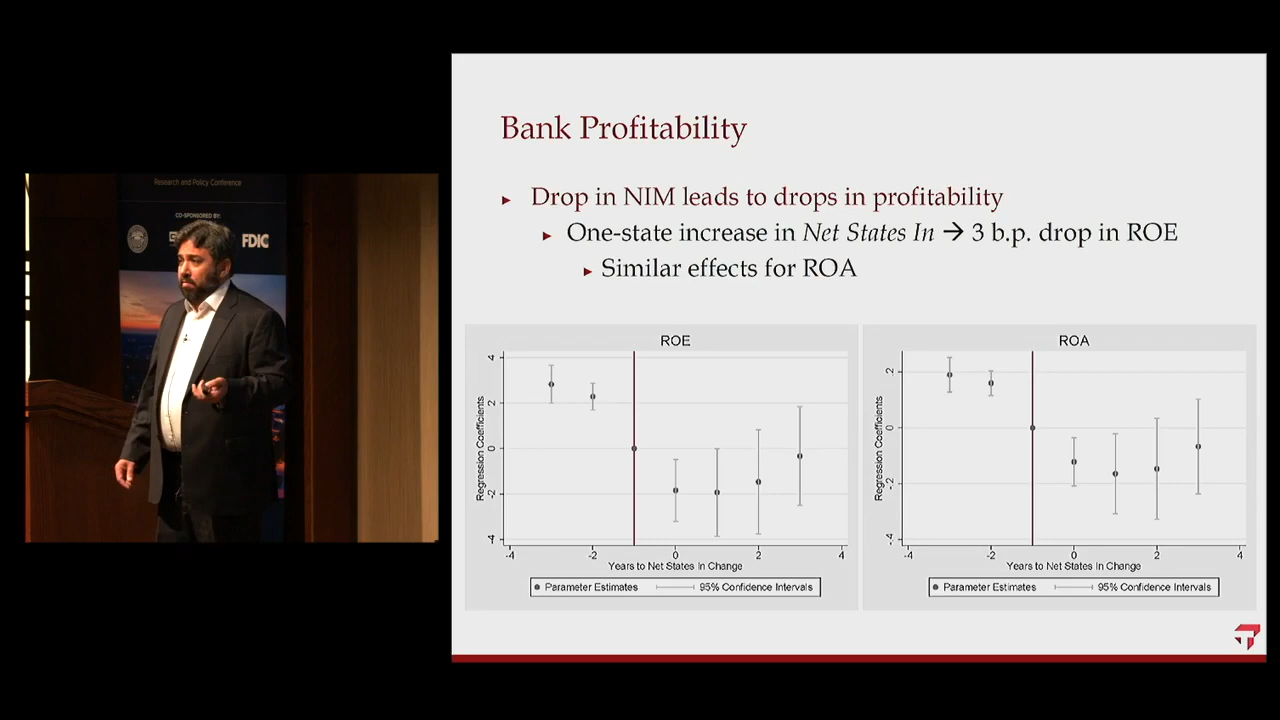 Research and Policy Conference
CO-SPONSORED BY:
FDIC
Bank Profitability
▸ Drop in NIM leads to drops in profitability
▸ One-state increase in Net States In → 3 b.p. drop in ROE
▸ Similar effects for ROA
ROE
Regression Coefficients
4
2
0
-2
-4
-4
-2
0
2
4
Years to Net States In Change
Parameter Estimates
95% Confidence Intervals
ROA
Regression Coefficients
2
0
-2
-4
-4
-2
0
2
4
Years to Net States In Change
Parameter Estimates
95% Confidence Intervals
T